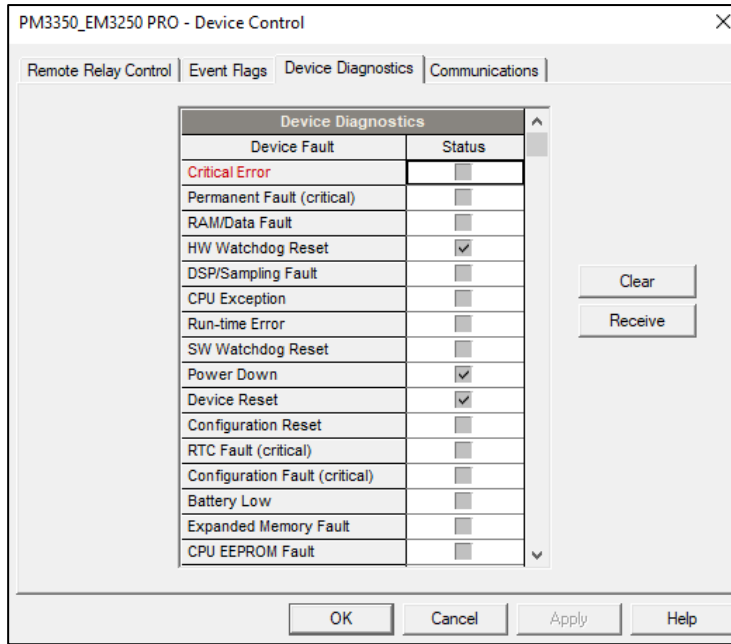 PM3350_EM3250 PRO - Device Control
Remote Relay Control Event Flags Device Diagnostics Communications
Device Diagnostics
Device Fault Status
Critical Error
Permanent Fault (critical)
RAM/Data Fault
HW Watchdog Reset
DSP/Sampling Fault
CPU Exception
Run-time Error
SW Watchdog Reset
Power Down
Device Reset
Configuration Reset
RTC Fault (critical)
Configuration Fault (critical)
Battery Low
Expanded Memory Fault
CPU EEPROM Fault
Clear
Receive
OK Cancel Apply Help